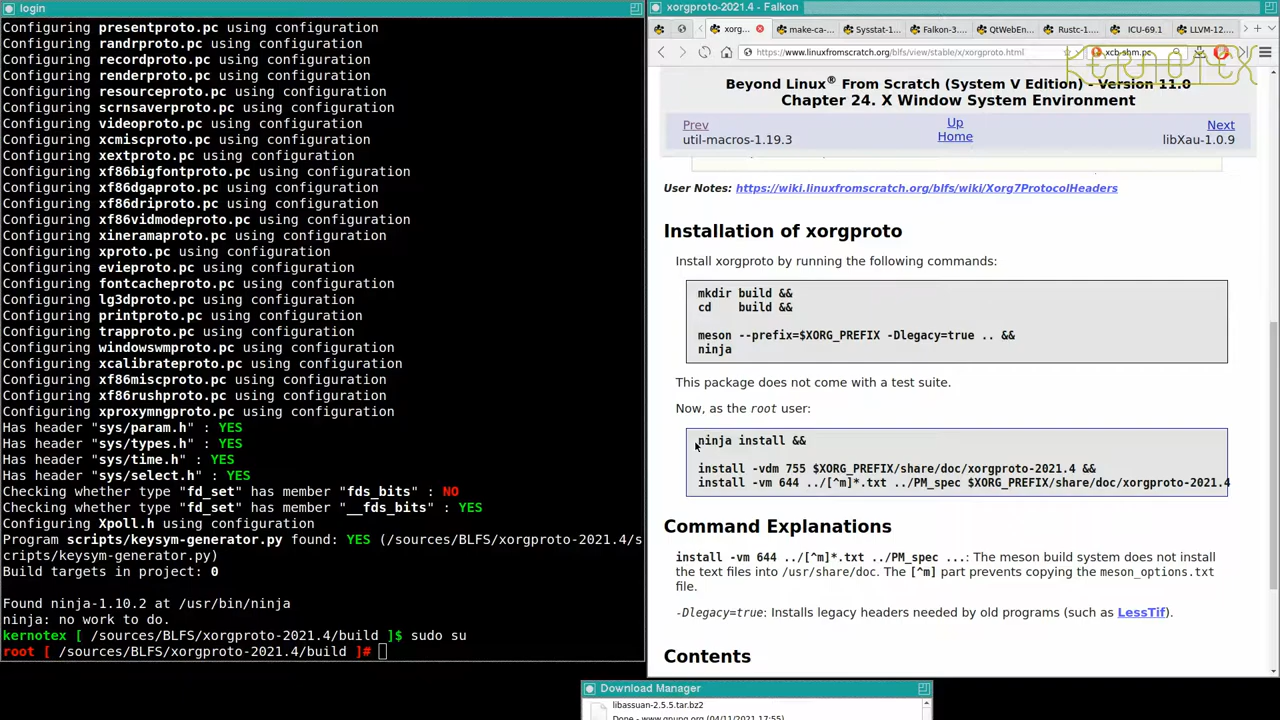 login
Configuring presentproto.pc using configuration
Configuring randrproto.pc using configuration
Configuring recordproto.pc using configuration
Configuring renderproto.pc using configuration
Configuring resourceproto.pc using configuration
Configuring scrnsaverproto.pc using configuration
Configuring videoproto.pc using configuration
Configuring xcmiscproto.pc using configuration
Configuring xextproto.pc using configuration
Configuring xf86bigfontproto.pc using configuration
Configuring xf86dgaproto.pc using configuration
Configuring xf86driproto.pc using configuration
Configuring xf86vidmodeproto.pc using configuration
Configuring xineramaproto.pc using configuration
Configuring xproto.pc using configuration
Configuring evieproto.pc using configuration
Configuring fontcacheproto.pc using configuration
Configuring lg3dproto.pc using configuration
Configuring printproto.pc using configuration
Configuring trapproto.pc using configuration
Configuring windowswmproto.pc using configuration
Configuring xcalibrateproto.pc using configuration
Configuring xf86miscproto.pc using configuration
Configuring xf86rushproto.pc using configuration
Configuring xproxymngproto.pc using configuration
Has header "sys/param.h" : YES
Has header "sys/types.h" : YES
Has header "sys/time.h" : YES
Has header "sys/select.h" : YES
Checking whether type "fd_set" has member "fds_bits" : NO
Checking whether type "fd_set" has member "__fds_bits" : YES
Configuring Xpoll.h using configuration
Program scripts/keysym-generator.py found: YES (/sources/BLFS/xorgproto-2021.4/s
cripts/keysym-generator.py)
Build targets in project: 0
Found ninja-1.10.2 at /usr/bin/ninja
ninja: no work to do.
kernotex [ /sources/BLFS/xorgproto-2021.4/build ]$ sudo su
root [ /sources/BLFS/xorgproto-2021.4/build ]#
xorgproto-2021.4 - Falkon
xorg... make-ca-... Sysstat-1... Falkon-3... QtWebEn... Rustc-1.... ICU-69.1 LLVM-12....
https://www.linuxfromscratch.org/blfs/view/stable/x/xorgproto.html
xcb-shm.pc
KERNOTEX
Beyond Linux® From Scratch (System V Edition) - Version 11.0
Chapter 24. X Window System Environment
Prev Up Next
util-macros-1.19.3 Home libXau-1.0.9
User Notes: https://wiki.linuxfromscratch.org/blfs/wiki/Xorg7ProtocolHeaders
Installation of xorgproto
Install xorgproto by running the following commands:
mkdir build &&
cd    build &&
meson --prefix=$XORG_PREFIX -Dlegacy=true .. &&
ninja
This package does not come with a test suite.
Now, as the root user:
ninja install &&
install -vdm 755 $XORG_PREFIX/share/doc/xorgproto-2021.4 &&
install -vm 644 ../[^m]*.txt ../PM_spec $XORG_PREFIX/share/doc/xorgproto-2021.4
Command Explanations
install -vm 644 ../[^m]*.txt ../PM_spec ...: The meson build system does not install
the text files into /usr/share/doc. The [^m] part prevents copying the meson_options.txt
file.
-Dlegacy=true: Installs legacy headers needed by old programs (such as LessTif).
Contents
Download Manager
libassuan-2.5.5.tar.bz2
Done - www.gnupg.org (04/11/2021 17:55)